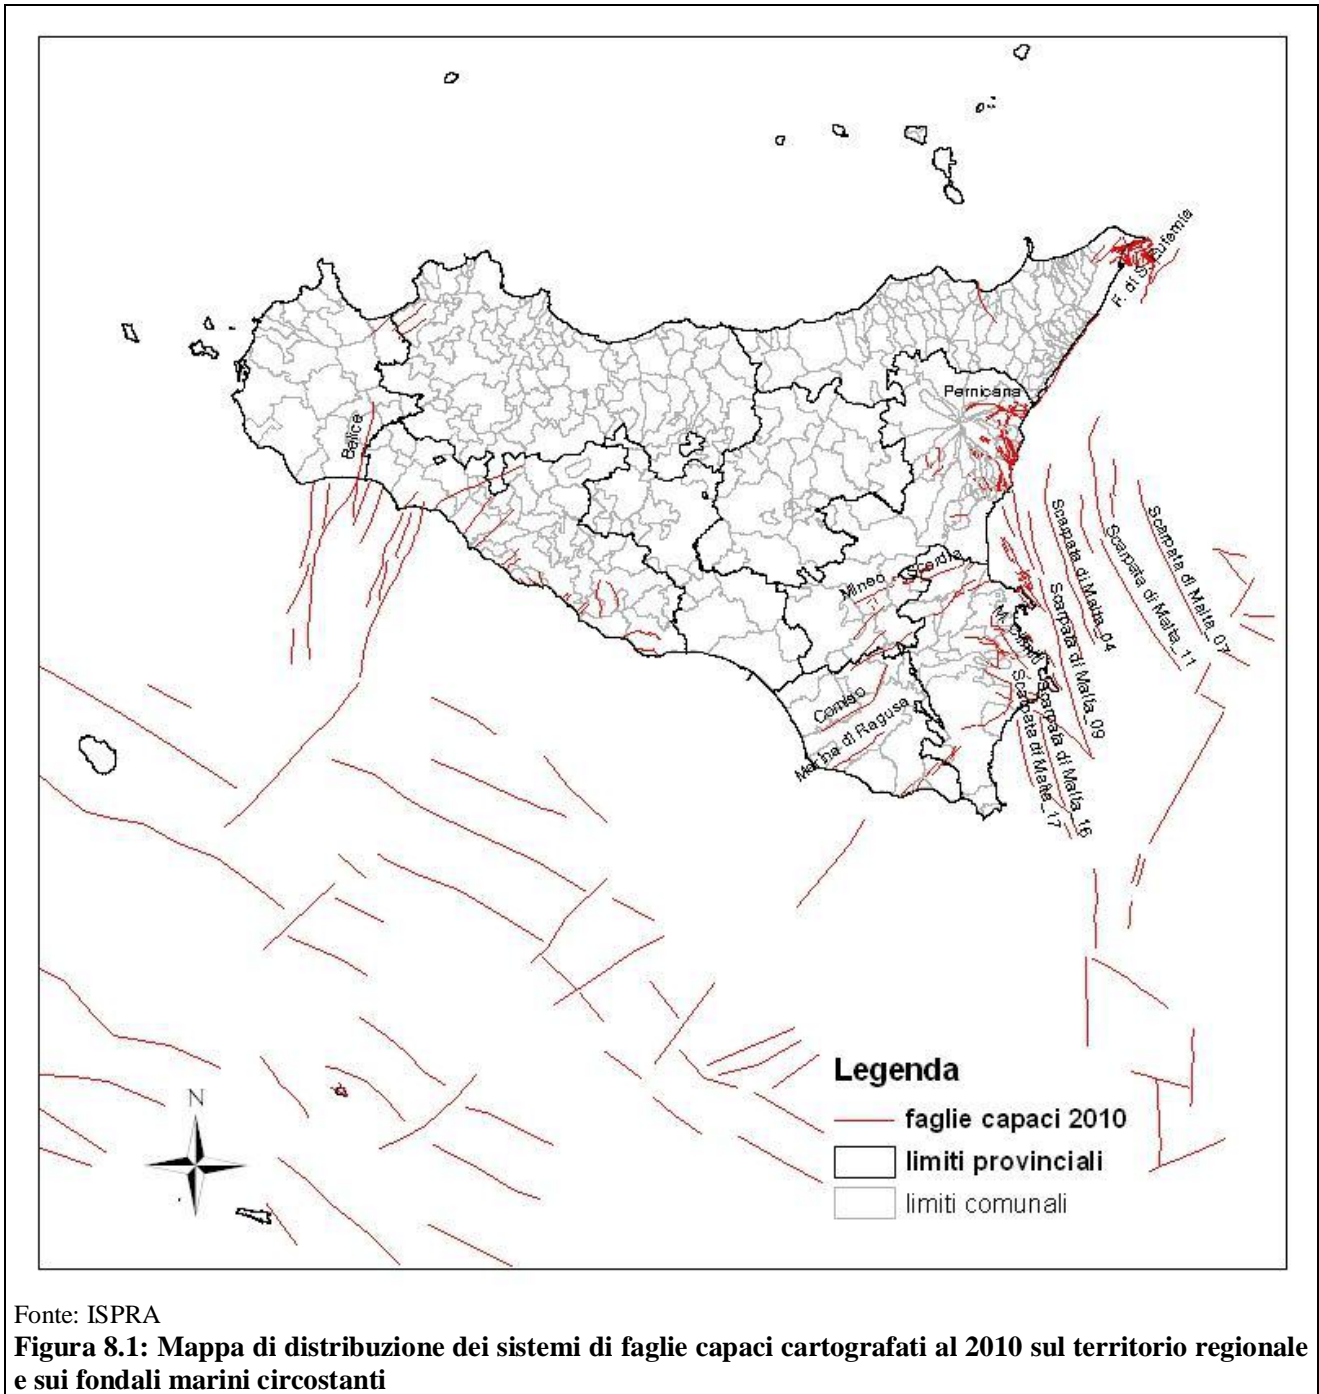 F. di S. Eufemia
Pernicana
Belice
Mineo - Scordia
Scarpata di Malta_04
Scarpata di Malta_11
Scarpata di Malta_07
Scarpata di Malta_09
Comiso
Marina di Ragusa
Scarpata di Malta_17
Scarpata di Malta_16
N
Legenda
faglie capaci 2010
limiti provinciali
limiti comunali
Fonte: ISPRA
Figura 8.1: Mappa di distribuzione dei sistemi di faglie capaci cartografati al 2010 sul territorio regionale
e sui fondali marini circostanti